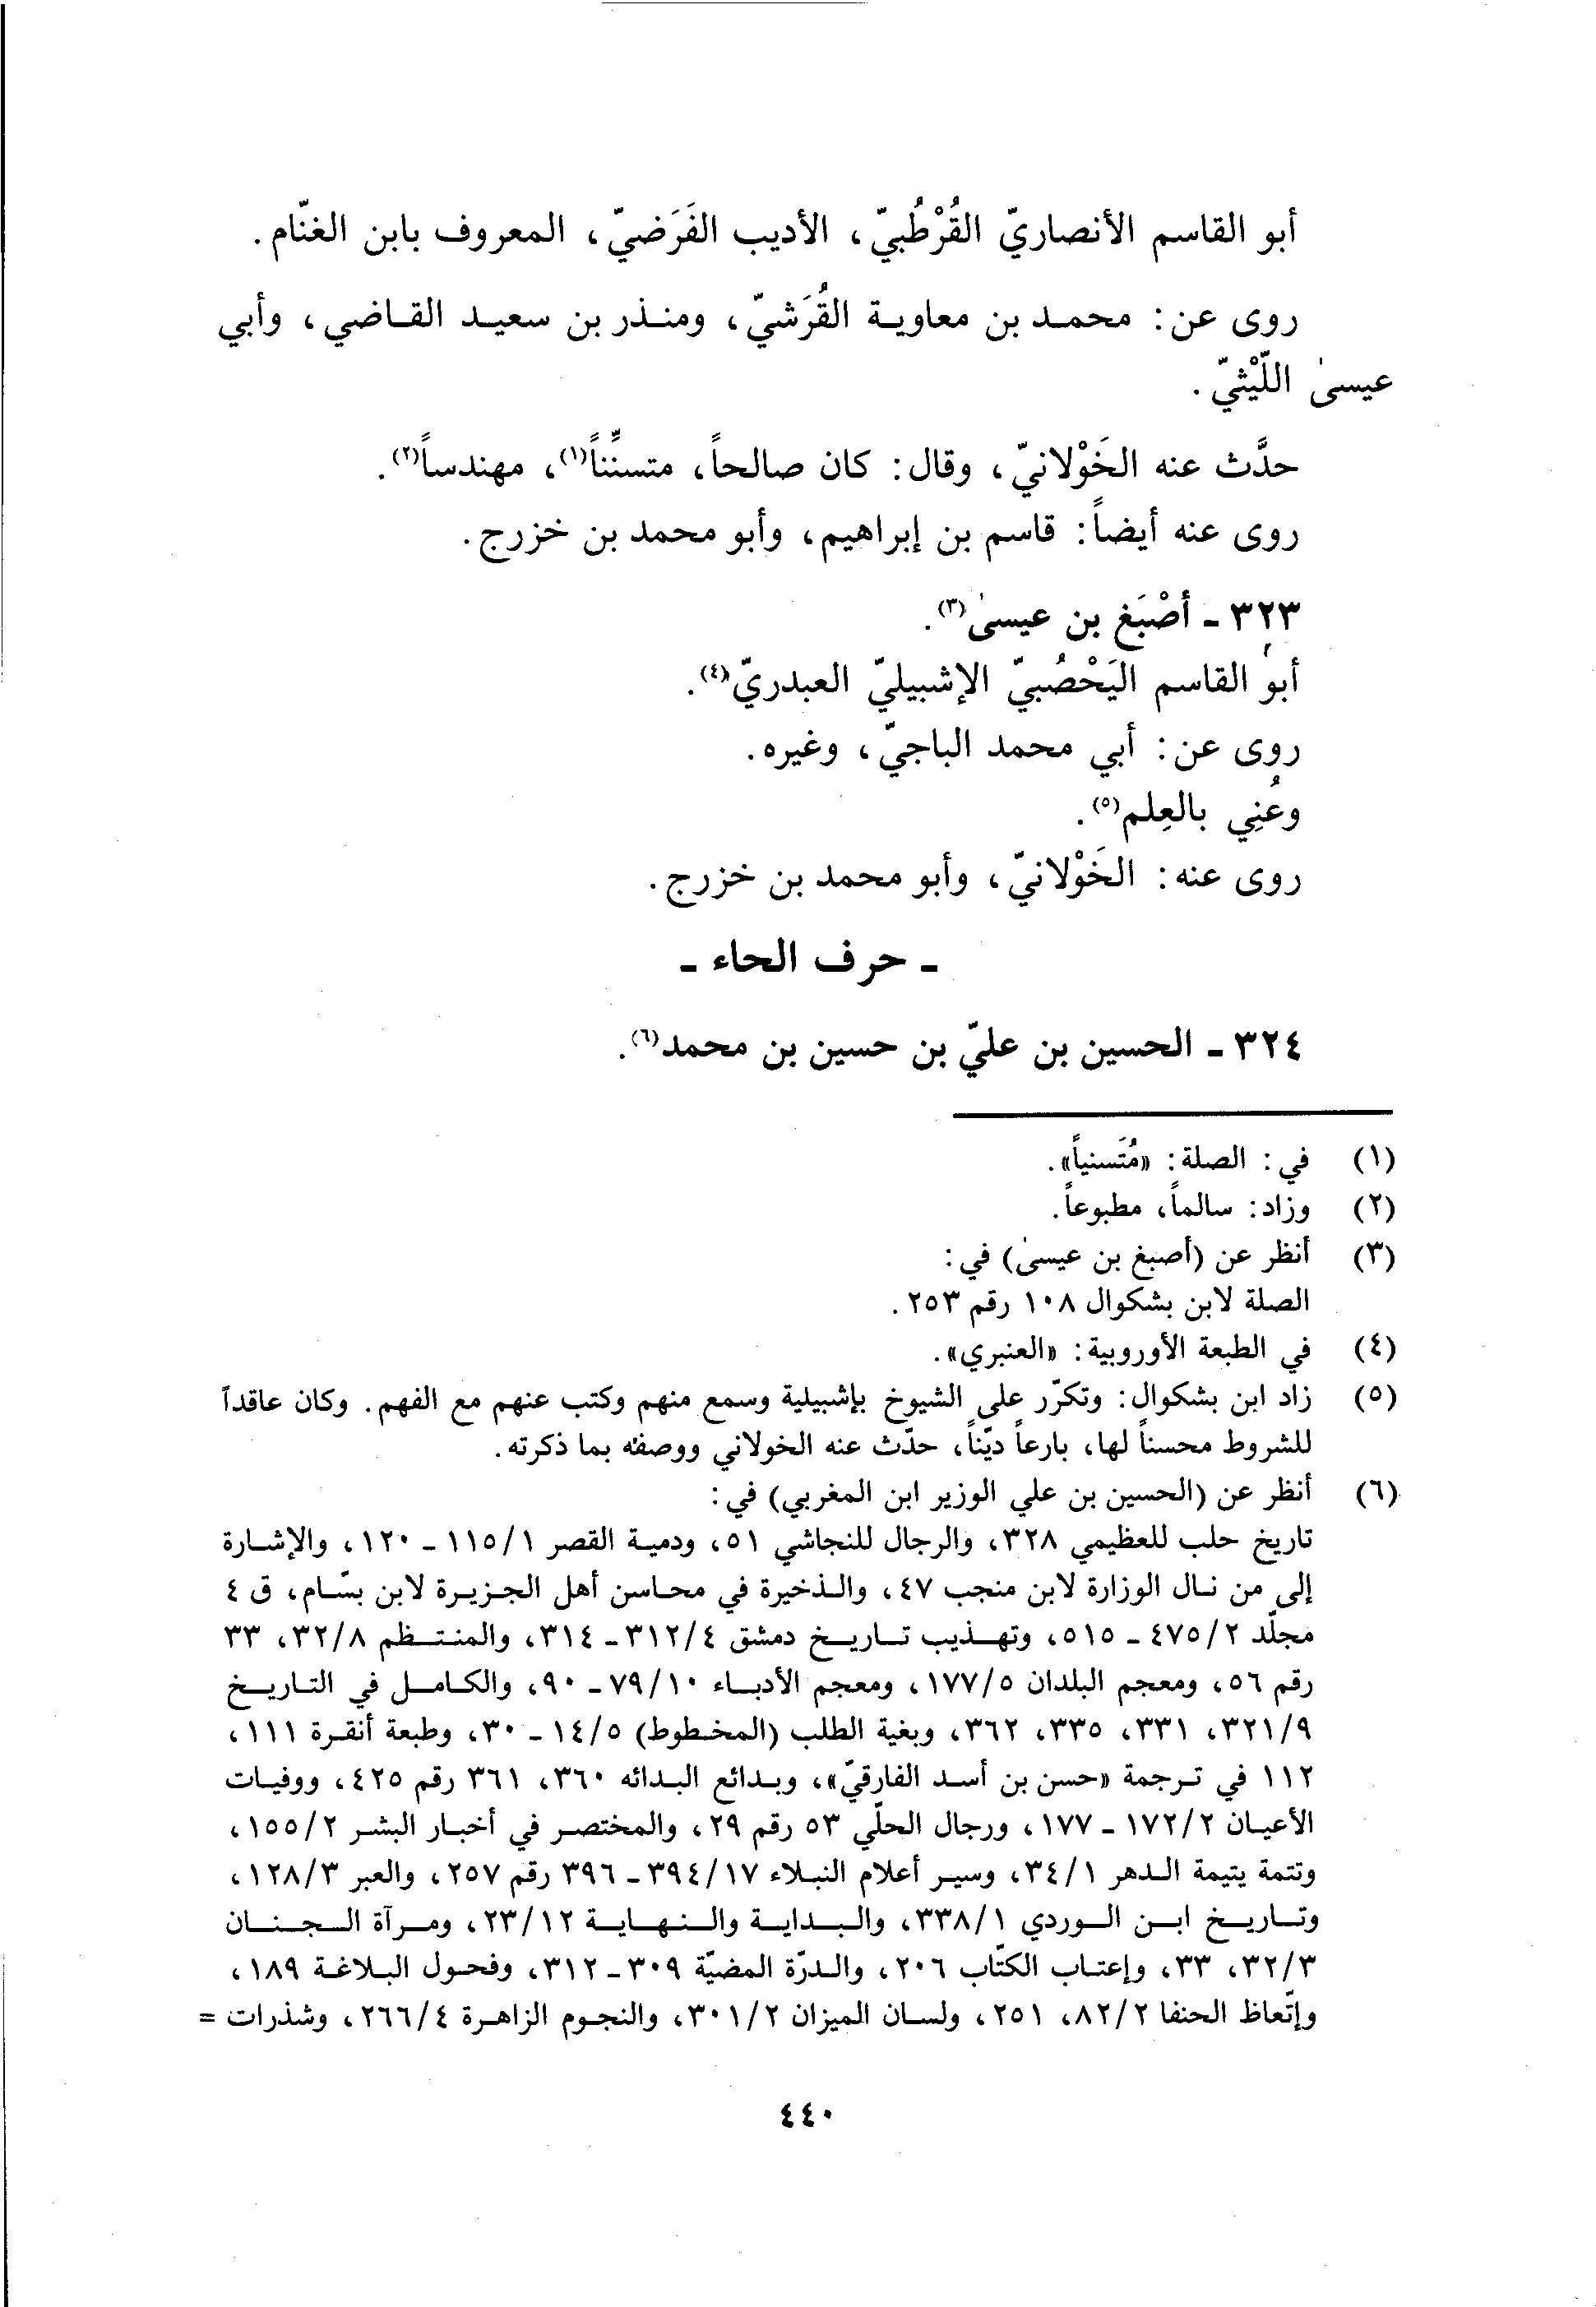 أبو القاسم الأنصاريّ القُرْطُبيّ، الأديب الفَرَضيّ، المعروف بابن الغنّام.
روى عن: محمد بن معاوية القُرَشيّ، ومنذر بن سعيد القاضي، وأبي
عيسىٰ اللّيْثيّ.
حدَّث عنه الخَوْلانيّ، وقال: كان صالحاً، متسنِّناً(١)، مهندساً(٢).
روى عنه أيضاً: قاسم بن إبراهيم، وأبو محمد بن خزرج.
٣٢٣ - أصْبَغ بن عيسىٰ(٣).
أبو القاسم اليَحْصُبيّ الإشبيليّ العبدريّ(٤).
روى عن: أبي محمد الباجيّ، وغيره.
وعُنِي بالعِلم(٥).
روى عنه: الخَوْلانيّ، وأبو محمد بن خزرج.
- حرف الحاء -
٣٢٤ - الحسين بن عليّ بن حسين بن محمد(٦).
(١) في: الصلة: «مُتَسنياً».
(٢) وزاد: سالماً، مطبوعاً.
(٣) أنظر عن (أصبغ بن عيسىٰ) في:
الصلة لابن بشكوال ١٠٨ رقم ٢٥٣.
(٤) في الطبعة الأوروبية: «العنبري».
(٥) زاد ابن بشكوال: وتكرّر على الشيوخ بإشبيلية وسمع منهم وكتب عنهم مع الفهم. وكان عاقداً
للشروط محسناً لها، بارعاً ديّناً، حدّث عنه الخولاني ووصفه بما ذكرته.
(٦) أنظر عن (الحسين بن علي الوزير ابن المغربي) في:
تاريخ حلب للعظيمي ٣٢٨، والرجال للنجاشي ٥١، ودمية القصر ١/١١٥ - ١٢٠، والإشارة
إلى من نال الوزارة لابن منجب ٤٧، والذخيرة في محاسن أهل الجزيرة لابن بسّام، ق ٤
مجلّد ٢/٤٧٥ - ٥١٥، وتهذيب تاريخ دمشق ٤/٣١٢ - ٣١٤، والمنتظم ٨/٣٢، ٣٣
رقم ٥٦، ومعجم البلدان ٥/١٧٧، ومعجم الأدباء ١٠/٧٩ - ٩٠، والكامل في التاريخ
٩/٣٢١، ٣٣١، ٣٣٥، ٣٦٢، وبغية الطلب (المخطوط) ٥/١٤ - ٣٠، وطبعة أنقرة ١١١،
١١٢ في ترجمة «حسن بن أسد الفارقيّ»، وبدائع البدائه ٣٦٠، ٣٦١ رقم ٤٢٥، ووفيات
الأعيان ٢/١٧٢ - ١٧٧، ورجال الحلّي ٥٣ رقم ٢٩، والمختصر في أخبار البشر ٢/١٥٥،
وتتمة يتيمة الدهر ١/٣٤، وسير أعلام النبلاء ١٧/٣٩٤ - ٣٩٦ رقم ٢٥٧، والعبر ٣/١٢٨،
وتاريخ ابن الوردي ١/٣٣٨، والبداية والنهاية ١٢/٢٣، ومرآة الجنان
٣/٣٢، ٣٣، وإعتاب الكتّاب ٢٠٦، والدرّة المضيّة ٣٠٩ - ٣١٢، وفحول البلاغة ١٨٩،
وإتّعاظ الحنفا ٢/٨٢، ٢٥١، ولسان الميزان ٢/٣٠١، والنجوم الزاهرة ٤/٢٦٦، وشذرات =
٤٤٠